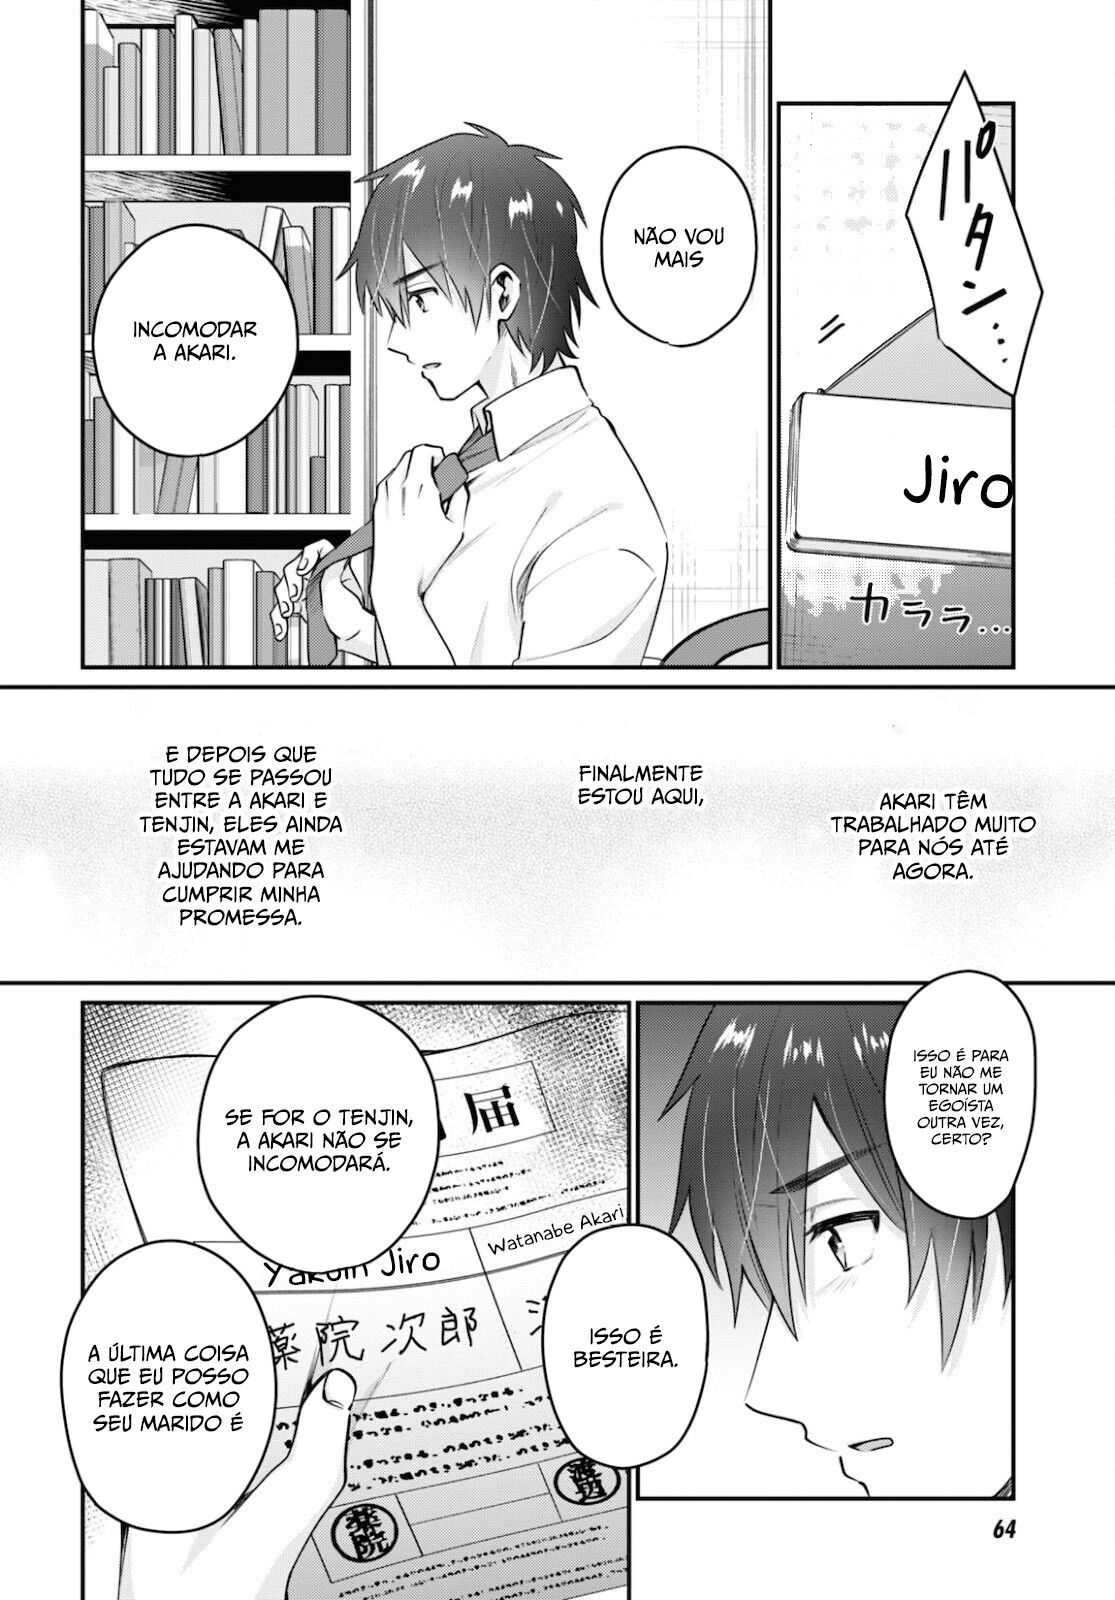 パタン…
Jiro
カララ…
NÃO VOU
MAIS
INCOMODAR
A AKARI.
AKARI TÊM
TRABALHADO MUITO
PARA NÓS ATÉ
AGORA.
FINALMENTE
ESTOU AQUI,
E DEPOIS QUE
TUDO SE PASSOU
ENTRE A AKARI E
TENJIN, ELES AINDA
ESTAVAM ME
AJUDANDO PARA
CUMPRIR MINHA
PROMESSA.
ISSO É PARA
EU NÃO ME
TORNAR UM
EGOÍSTA
OUTRA VEZ,
CERTO?
ISSO É
BESTEIRA.
SE FOR O TENJIN,
A AKARI NÃO SE
INCOMODARÁ.
届
Watanabe Akari
Yakuin Jiro
薬院次郎
A ÚLTIMA COISA
QUE EU POSSO
FAZER COMO
SEU MARIDO É
渡辺
薬院
64